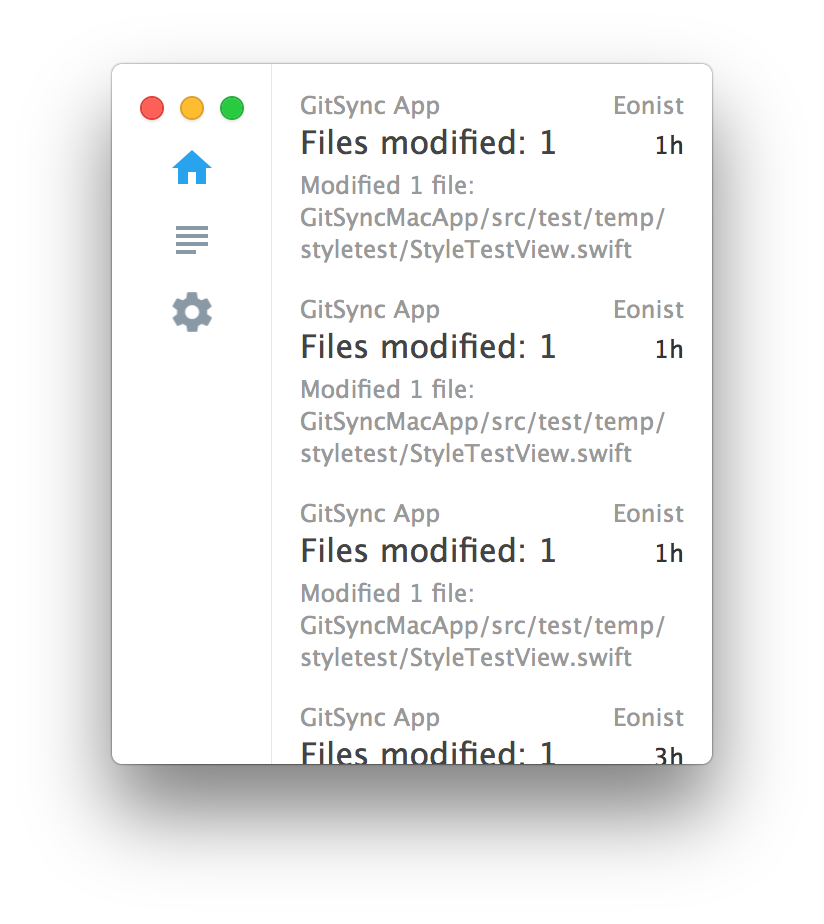 GitSync App Eonist
Files modified: 1 1h
Modified 1 file:
GitSyncMacApp/src/test/temp/
styletest/StyleTestView.swift
GitSync App Eonist
Files modified: 1 1h
Modified 1 file:
GitSyncMacApp/src/test/temp/
styletest/StyleTestView.swift
GitSync App Eonist
Files modified: 1 1h
Modified 1 file:
GitSyncMacApp/src/test/temp/
styletest/StyleTestView.swift
GitSync App Eonist
Files modified: 1 3h